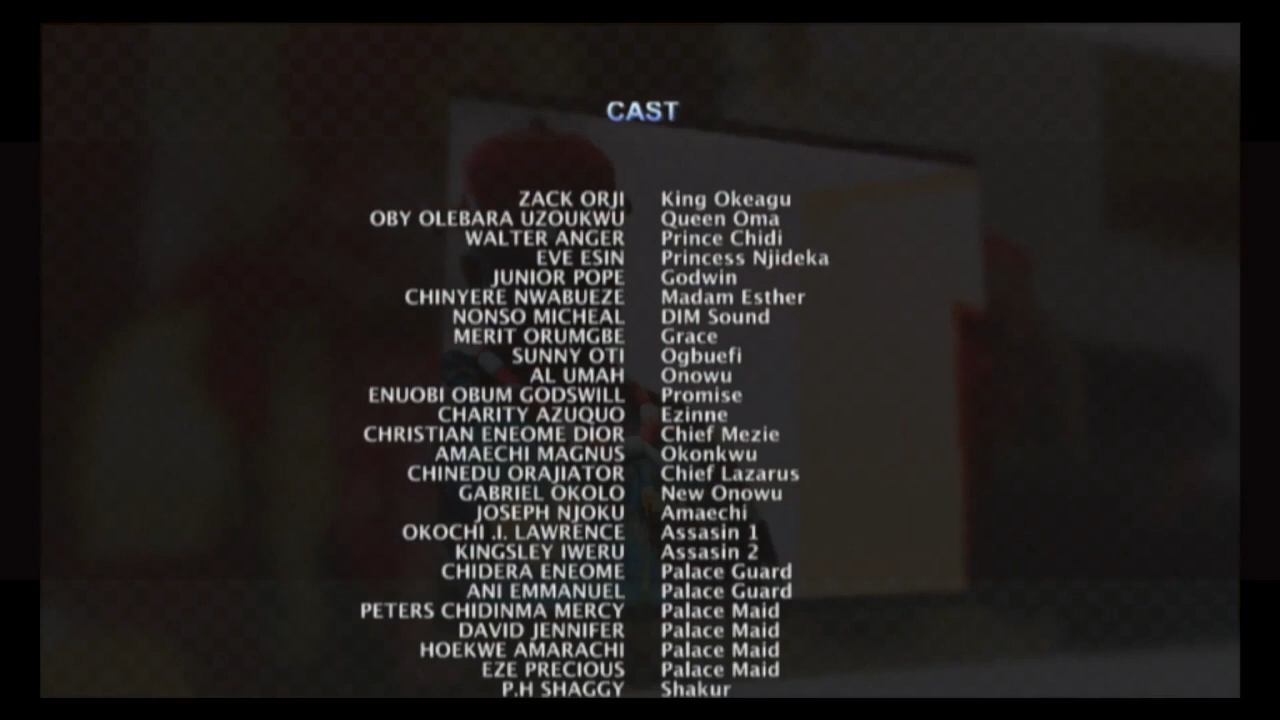 CAST
ZACK ORJI King Okeagu
OBY OLEBARA UZOUKWU Queen Oma
WALTER ANGER Prince Chidi
EVE ESIN Princess Njideka
JUNIOR POPE Godwin
CHINYERE NWABUEZE Madam Esther
NONSO MICHEAL DIM Sound
MERIT ORUMGBE Grace
SUNNY OTI Ogbuefi
AL UMAH Onowu
ENUOBI OBUM GODSWILL Promise
CHARITY AZUQUO Ezinne
CHRISTIAN ENEOME DIOR Chief Mezie
AMAECHI MAGNUS Okonkwu
CHINEDU ORAJIATOR Chief Lazarus
GABRIEL OKOLO New Onowu
JOSEPH NJOKU Amaechi
OKOCHI .I. LAWRENCE Assasin 1
KINGSLEY IWERU Assasin 2
CHIDERA ENEOME Palace Guard
ANI EMMANUEL Palace Guard
PETERS CHIDINMA MERCY Palace Maid
DAVID JENNIFER Palace Maid
HOEKWE AMARACHI Palace Maid
EZE PRECIOUS Palace Maid
P.H SHAGGY Shakur